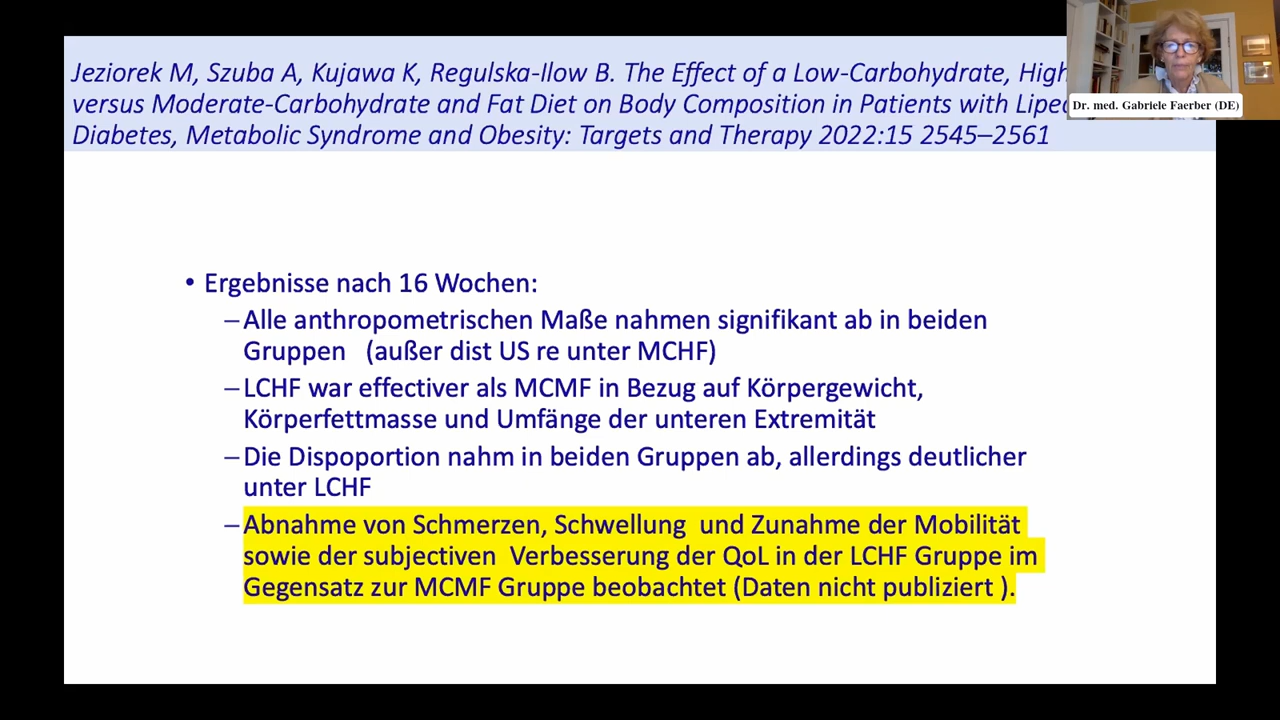 Jeziorek M, Szuba A, Kujawa K, Regulska-Ilow B. The Effect of a Low-Carbohydrate, High
versus Moderate-Carbohydrate and Fat Diet on Body Composition in Patients with Liped
Diabetes, Metabolic Syndrome and Obesity: Targets and Therapy 2022:15 2545–2561
Dr. med. Gabriele Faerber (DE)
• Ergebnisse nach 16 Wochen:
–Alle anthropometrischen Maße nahmen signifikant ab in beiden
Gruppen (außer dist US re unter MCHF)
–LCHF war effectiver als MCMF in Bezug auf Körpergewicht,
Körperfettmasse und Umfänge der unteren Extremität
–Die Dispoportion nahm in beiden Gruppen ab, allerdings deutlicher
unter LCHF
–Abnahme von Schmerzen, Schwellung und Zunahme der Mobilität
sowie der subjectiven Verbesserung der QoL in der LCHF Gruppe im
Gegensatz zur MCMF Gruppe beobachtet (Daten nicht publiziert ).